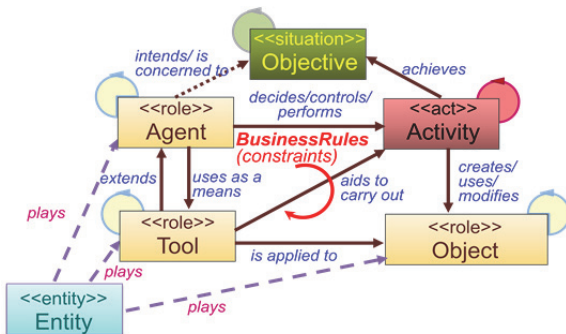 <<situation>>
Objective
intends/ is
concerned to
achieves
<<role>>
Agent
decides/controls/
performs
<<act>>
Activity
BusinessRules
(constraints)
extends
uses as a
means
aids to
carry out
creates/
uses/
modifies
plays
<<role>>
Tool
is applied to
<<role>>
Object
plays
<<entity>>
Entity
plays